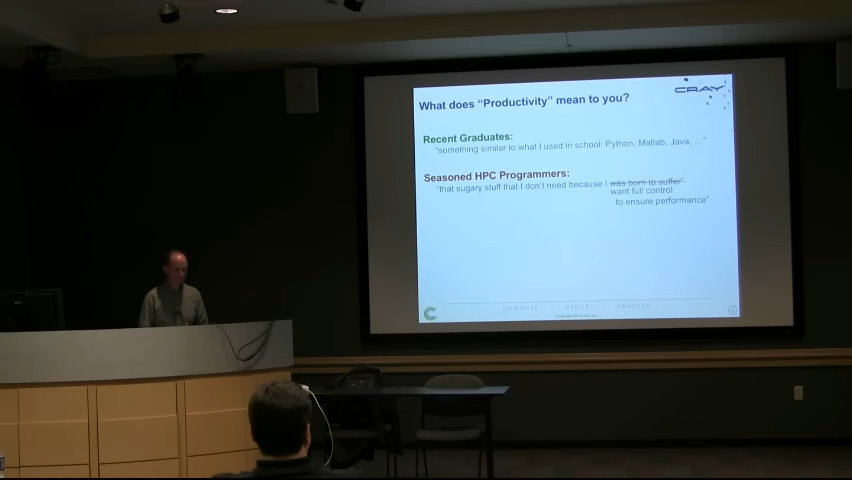 CRAY
What does “Productivity” mean to you?
Recent Graduates:
“something similar to what I used in school: Python, Matlab, Java, …”
Seasoned HPC Programmers:
“that sugary stuff that I don't need because I was born to suffer”
want full control
to ensure performance”
COMPUTE | STORE | ANALYZE